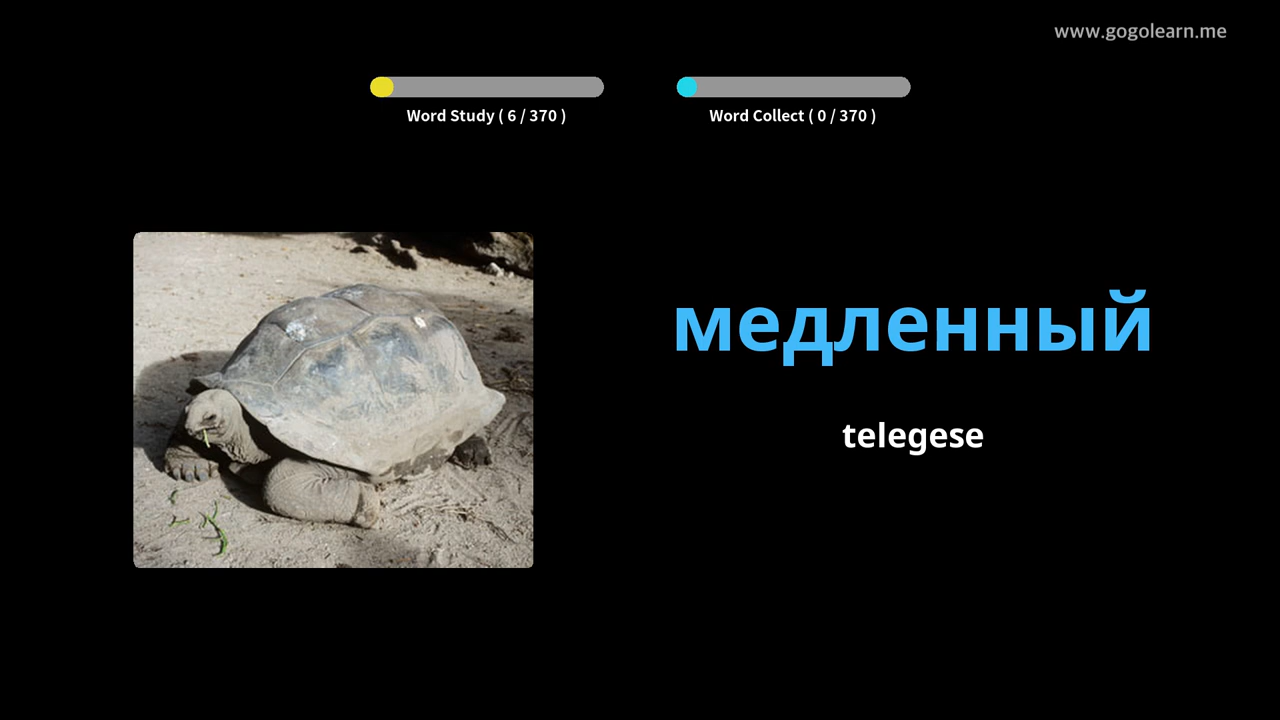 www.gogolearn.me
Word Study ( 6 / 370 )
Word Collect ( 0 / 370 )
медленный
telegese